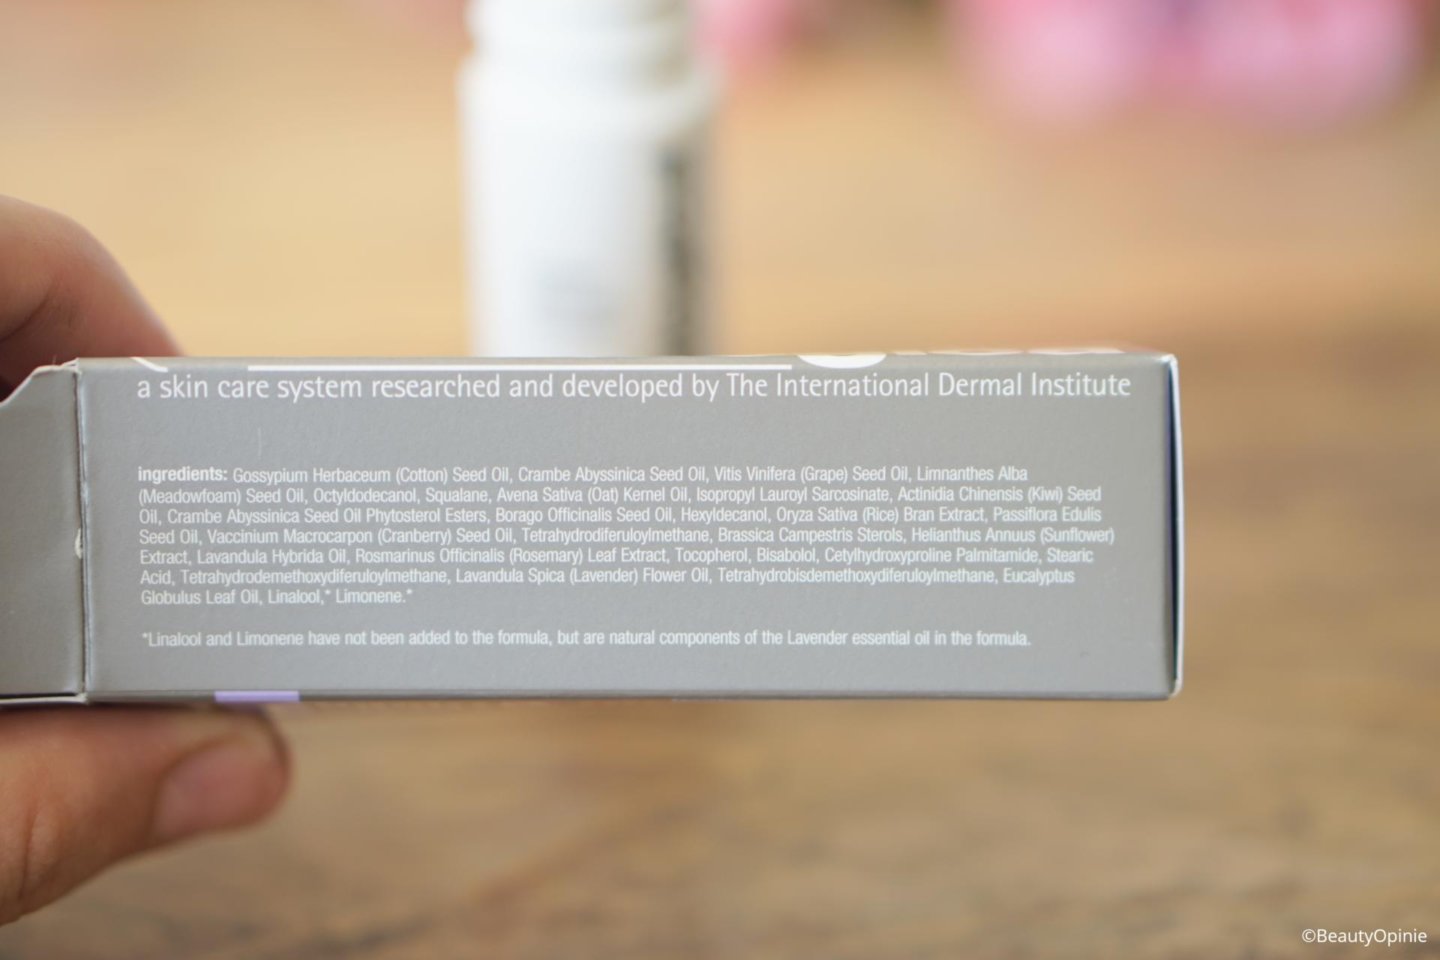 a skin care system researched and developed by The International Dermal Institute
ingredients: Gossypium Herbaceum (Cotton) Seed Oil, Crambe Abyssinica Seed Oil, Vitis Vinifera (Grape) Seed Oil, Limnanthes Alba
(Meadowfoam) Seed Oil, Octyldodecanol, Squalane, Avena Sativa (Oat) Kernel Oil, Isopropyl Lauroyl Sarcosinate, Actinidia Chinensis (Kiwi) Seed
Oil, Crambe Abyssinica Seed Oil Phytosterol Esters, Borago Officinalis Seed Oil, Hexyldecanol, Oryza Sativa (Rice) Bran Extract, Passiflora Edulis
Seed Oil, Vaccinium Macrocarpon (Cranberry) Seed Oil, Tetrahydrodiferuloylmethane, Brassica Campestris Sterols, Helianthus Annuus (Sunflower)
Extract, Lavandula Hybrida Oil, Rosmarinus Officinalis (Rosemary) Leaf Extract, Tocopherol, Bisabolol, Cetylhydroxyproline Palmitamide, Stearic
Acid, Tetrahydrodemethoxydiferuloylmethane, Lavandula Spica (Lavender) Flower Oil, Tetrahydrobisdemethoxydiferuloylmethane, Eucalyptus
Globulus Leaf Oil, Linalool,* Limonene.*
*Linalool and Limonene have not been added to the formula, but are natural components of the Lavender essential oil in the formula.
©BeautyOpinie